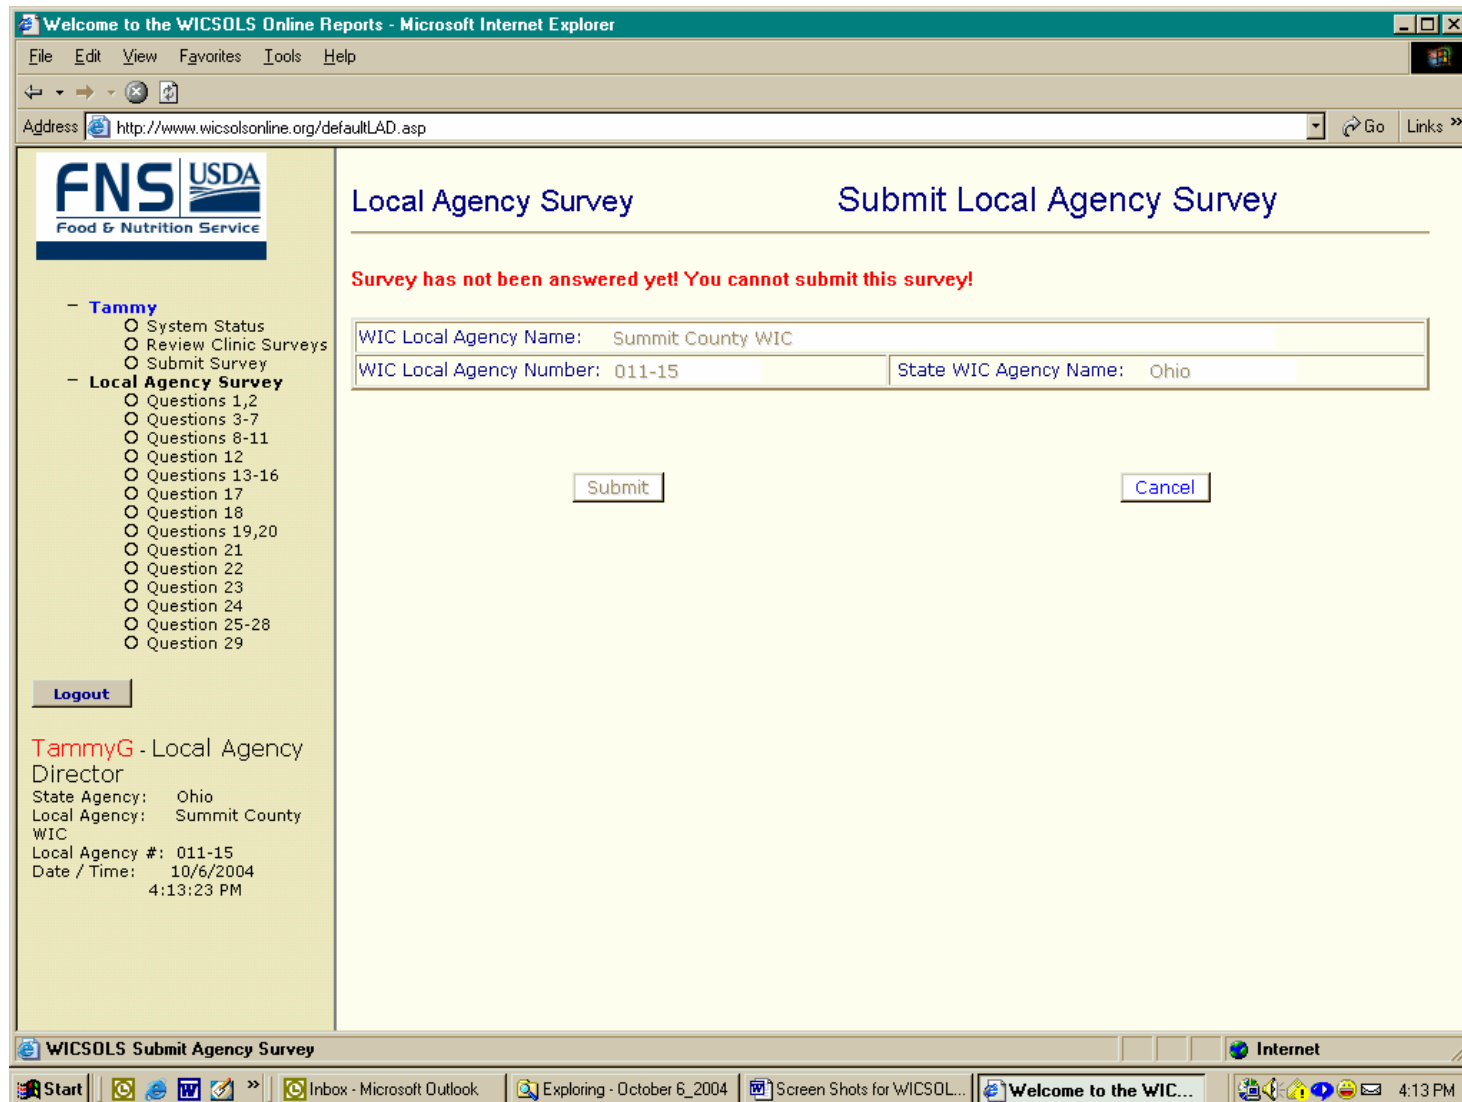 Welcome to the WICSOLS Online Reports - Microsoft Internet Explorer
File Edit View Favorites Tools Help
Address http://www.wicsolsonline.org/defaultLAD.asp Go Links »
FNS USDA
Food & Nutrition Service
Tammy
System Status
Review Clinic Surveys
Submit Survey
Local Agency Survey
Questions 1,2
Questions 3-7
Questions 8-11
Question 12
Questions 13-16
Question 17
Question 18
Questions 19,20
Question 21
Question 22
Question 23
Question 24
Question 25-28
Question 29
Logout
TammyG - Local Agency
Director
State Agency: Ohio
Local Agency: Summit County
WIC
Local Agency #: 011-15
Date / Time: 10/6/2004
4:13:23 PM
Local Agency Survey Submit Local Agency Survey
Survey has not been answered yet! You cannot submit this survey!
WIC Local Agency Name: Summit County WIC
WIC Local Agency Number: 011-15 State WIC Agency Name: Ohio
Submit Cancel
WICSOLS Submit Agency Survey Internet
Start » Inbox - Microsoft Outlook Exploring - October 6_2004 Screen Shots for WICSOL... Welcome to the WIC... 4:13 PM